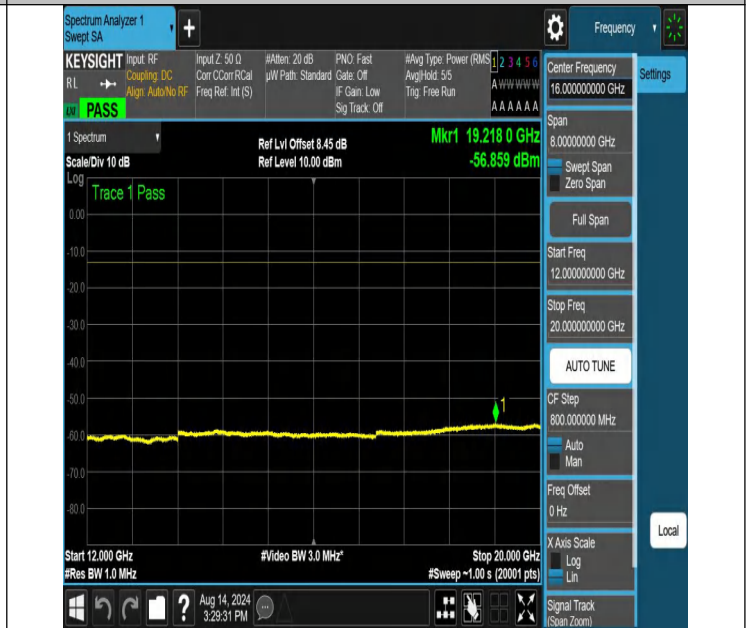 Spectrum Analyzer 1
Swept SA
+
Frequency
KEYSIGHT
RL
PASS
Input: RF
Coupling: DC
Align: Auto/No RF
Input Z: 50 Ω
Corr CCorr RCal
Freq Ref: Int (S)
#Atten: 20 dB
µW Path: Standard
PNO: Fast
Gate: Off
IF Gain: Low
Sig Track: Off
#Avg Type: Power (RMS
Avg|Hold: 5/5
Trig: Free Run
1 2 3 4 5 6
A W W W W W
A A A A A A
1 Spectrum
Scale/Div 10 dB
Log
Ref Lvl Offset 8.45 dB
Ref Level 10.00 dBm
Mkr1 19.218 0 GHz
-56.859 dBm
Trace 1 Pass
0.00
-10.0
-20.0
-30.0
-40.0
-50.0
-60.0
-70.0
-80.0
1
Start 12.000 GHz
#Res BW 1.0 MHz
#Video BW 3.0 MHz*
Stop 20.000 GHz
#Sweep ~1.00 s (20001 pts)
Center Frequency
16.000000000 GHz
Settings
Span
8.00000000 GHz
Swept Span
Zero Span
Full Span
Start Freq
12.000000000 GHz
Stop Freq
20.000000000 GHz
AUTO TUNE
CF Step
800.000000 MHz
Auto
Man
Freq Offset
0 Hz
X Axis Scale
Log
Lin
Local
Signal Track
(Span Zoom)
?
Aug 14, 2024
3:29:31 PM